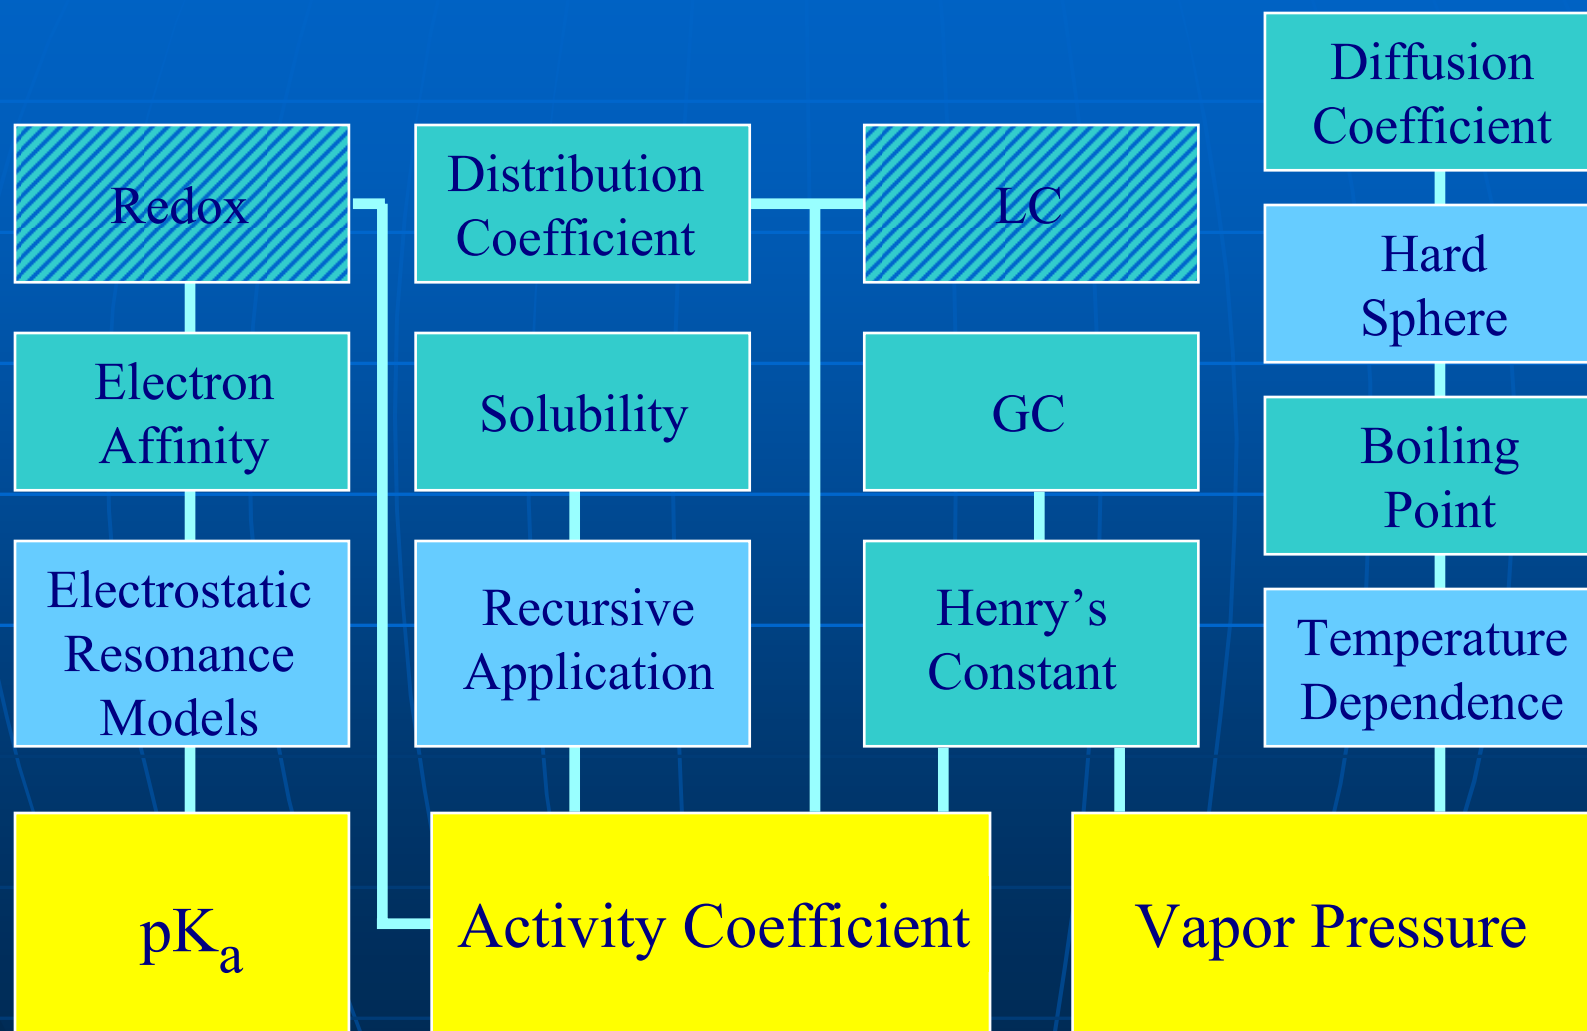 Diffusion
Coefficient
Redox
Distribution
Coefficient
LC
Hard
Sphere
Electron
Affinity
Solubility
GC
Boiling
Point
Electrostatic
Resonance
Models
Recursive
Application
Henry’s
Constant
Temperature
Dependence
pKa
Activity Coefficient
Vapor Pressure